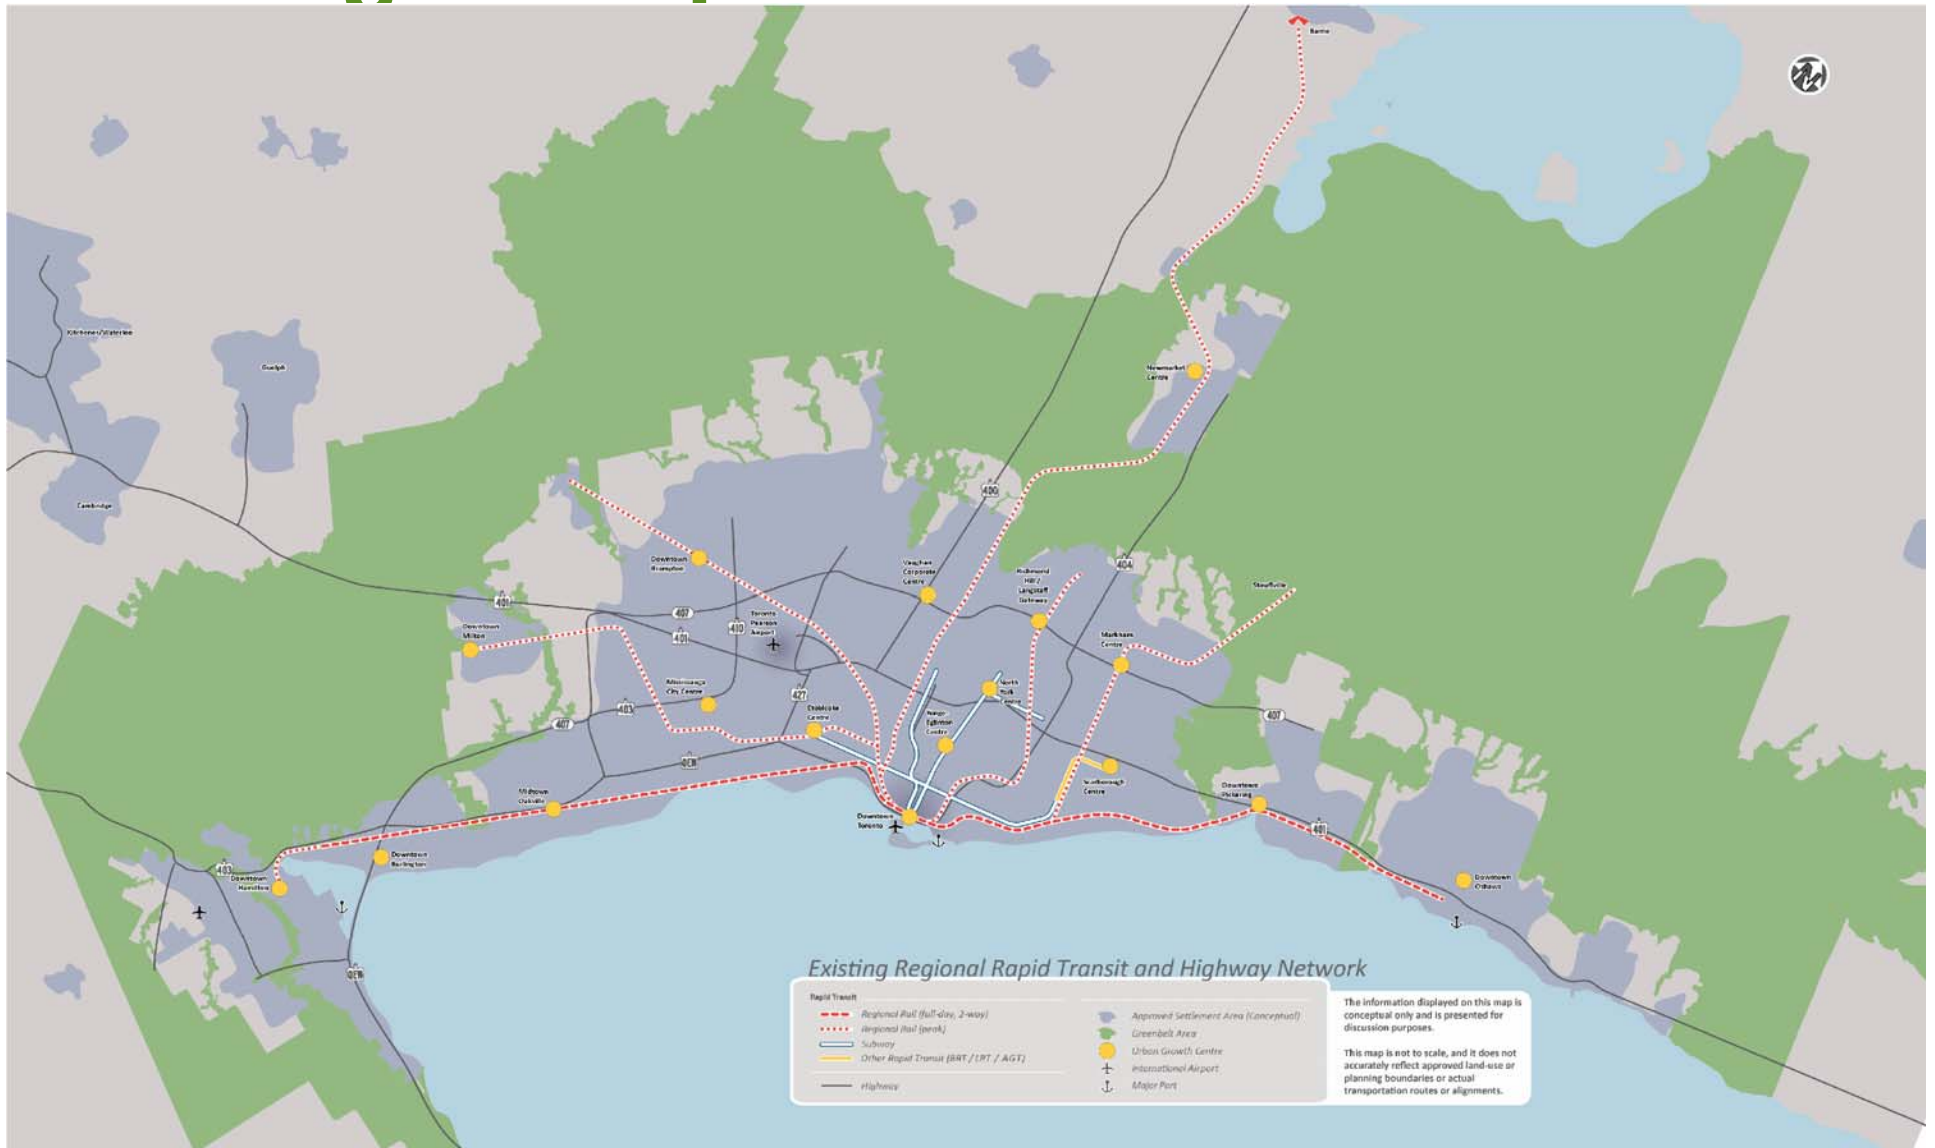 Barrie
Kitchener/Waterloo
Guelph
Cambridge
Newmarket
Centre
400
404
Downtown
Brampton
Vaughan
Corporate
Centre
Richmond
Hill /
Langstaff
Gateway
Stouffville
401
407
401
410
Toronto
Pearson
Airport
Downtown
Milton
Markham
Centre
Mississauga
City Centre
403
407
427
Etobicoke
Centre
North
York
Centre
Yonge-
Eglinton
Centre
407
QEW
Midtown
Oakville
Scarborough
Centre
Downtown
Pickering
Downtown
Toronto
401
Downtown
Burlington
403
Downtown
Hamilton
Downtown
Oshawa
QEW
Existing Regional Rapid Transit and Highway Network
Rapid Transit
Regional Rail (full-day, 2-way)
Regional Rail (peak)
Subway
Other Rapid Transit (BRT / LRT / AGT)
Highway
Approved Settlement Area (Conceptual)
Greenbelt Area
Urban Growth Centre
International Airport
Major Port
The information displayed on this map is
conceptual only and is presented for
discussion purposes.
This map is not to scale, and it does not
accurately reflect approved land-use or
planning boundaries or actual
transportation routes or alignments.